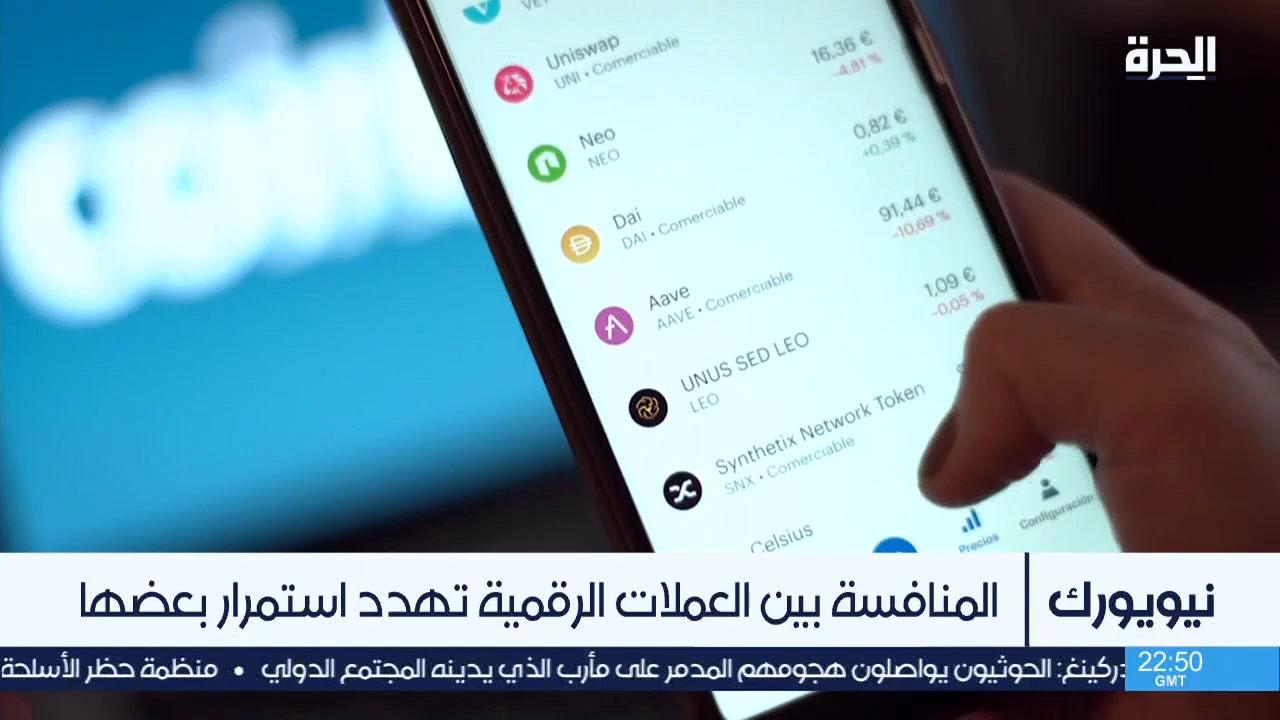 الحرة
Uniswap
UNI • Comerciable
16,36 €
-4,81 %
Neo
NEO
0,82 €
+0,39 %
Dai
DAI • Comerciable
91,44 €
-10,69 %
Aave
AAVE • Comerciable
1,09 €
-0,05 %
UNUS SED LEO
LEO
Synthetix Network Token
SNX • Comerciable
Celsius
Precios
Configuración
نيويورك
المنافسة بين العملات الرقمية تهدد استمرار بعضها
دركينغ: الحوثيون يواصلون هجومهم المدمر على مأرب الذي يدينه المجتمع الدولي • منظمة حظر الأسلحة
22:50
GMT